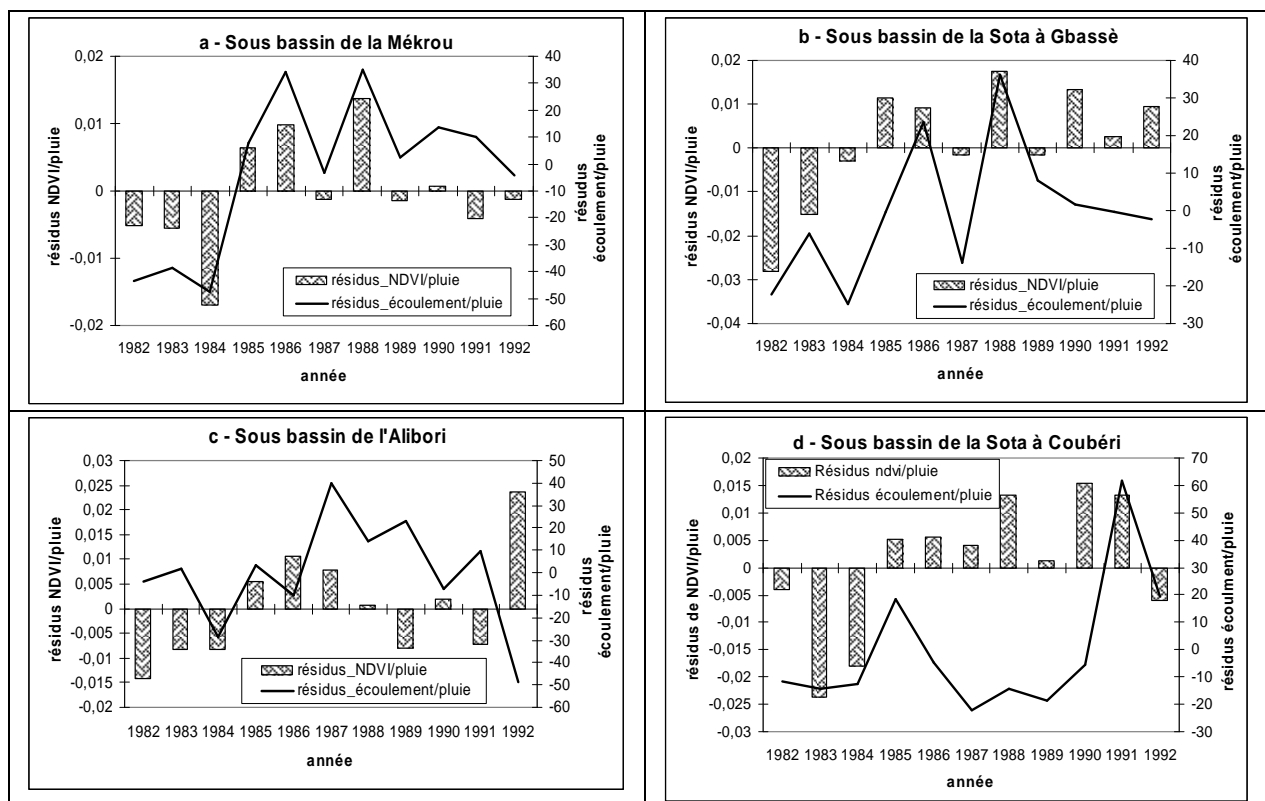 a - Sous bassin de la Mékrou
résidus NDVI/pluie
0,02
0,01
0
-0,01
-0,02
40
30
20
10
0
-10
-20
-30
-40
-50
-60
résudus
écoulement/pluie
résidus_NDVI/pluie
résidus_écoulement/pluie
1982 1983 1984 1985 1986 1987 1988 1989 1990 1991 1992
année
b - Sous bassin de la Sota à Gbassè
résidus NDVI/pluie
0,02
0,01
0
-0,01
-0,02
-0,03
-0,04
40
30
20
10
0
-10
-20
-30
résidus
écoulement/pluie
résidus_NDVI/pluie
résidus_écoulement/pluie
1982 1983 1984 1985 1986 1987 1988 1989 1990 1991 1992
année
c - Sous bassin de l'Alibori
résidus NDVI/pluie
0,03
0,025
0,02
0,015
0,01
0,005
0
-0,005
-0,01
-0,015
-0,02
50
40
30
20
10
0
-10
-20
-30
-40
-50
-60
résidus
écoulement/pluie
résidus_NDVI/pluie
résidus_écoulement/pluie
1982 1983 1984 1985 1986 1987 1988 1989 1990 1991 1992
année
d - Sous bassin de la Sota à Coubéri
résidus de NDVI/pluie
0,02
0,015
0,01
0,005
0
-0,005
-0,01
-0,015
-0,02
-0,025
-0,03
70
60
50
40
30
20
10
0
-10
-20
-30
résidus écoulment/pluie
Résidus ndvi/pluie
Résidus écoulement/pluie
1982 1983 1984 1985 1986 1987 1988 1989 1990 1991 1992
année